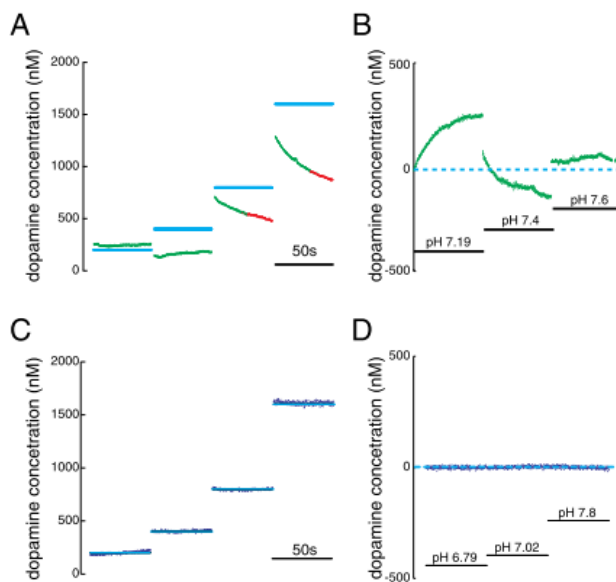 A
dopamine concentration (nM)
2000
1500
1000
500
0
50s
B
dopamine concentration (nM)
500
0
-500
pH 7.19
pH 7.4
pH 7.6
C
dopamine concetration (nM)
2000
1500
1000
500
0
50s
D
dopamine concetration (nM)
500
0
-500
pH 6.79
pH 7.02
pH 7.8